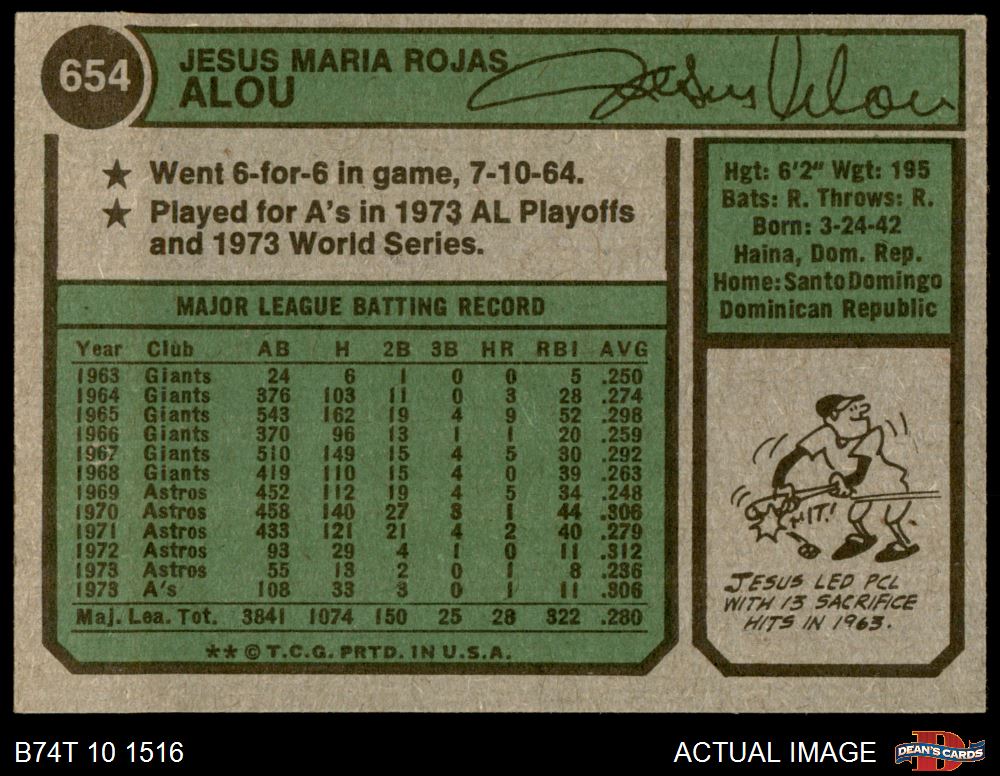 654
JESUS MARIA ROJAS
ALOU
Jesus Alou
★ Went 6-for-6 in game, 7-10-64.
★ Played for A's in 1973 AL Playoffs
and 1973 World Series.
Hgt: 6'2" Wgt: 195
Bats: R. Throws: R.
Born: 3-24-42
Haina, Dom. Rep.
Home: Santo Domingo
Dominican Republic
MAJOR LEAGUE BATTING RECORD
Year Club AB H 2B 3B HR RBI AVG
1963 Giants 24 6 1 0 0 5 .250
1964 Giants 376 103 11 0 3 28 .274
1965 Giants 543 162 19 4 9 52 .298
1966 Giants 370 96 13 1 1 20 .259
1967 Giants 510 149 15 4 5 30 .292
1968 Giants 419 110 15 4 0 39 .263
1969 Astros 452 112 19 4 5 34 .248
1970 Astros 458 140 27 3 1 44 .306
1971 Astros 433 121 21 4 2 40 .279
1972 Astros 93 29 4 1 0 11 .312
1973 Astros 55 13 2 0 1 8 .236
1973 A's 108 33 3 0 1 11 .306
Maj. Lea. Tot. 3841 1074 150 25 28 322 .280
** © T.C.G. PRTD. IN U.S.A.
HIT!
JESUS LED PCL
WITH 13 SACRIFICE
HITS IN 1963.
B74T 10 1516
ACTUAL IMAGE
DEAN'S CARDS